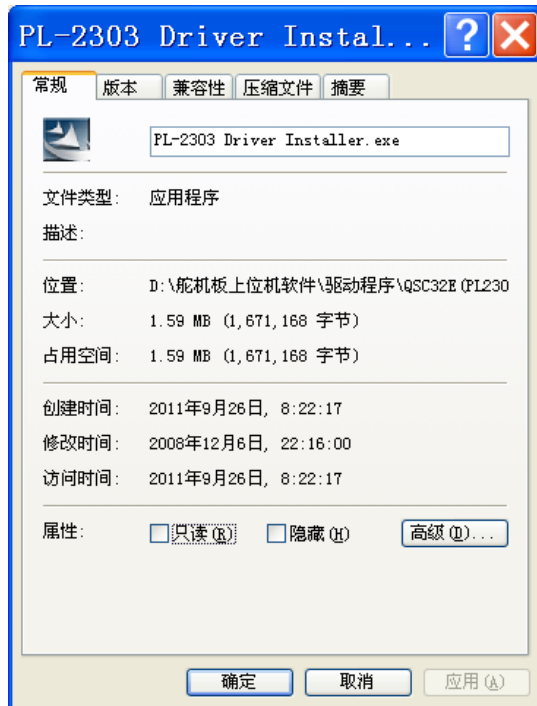 PL-2303 Driver Instal...
常规 版本 兼容性 压缩文件 摘要
PL-2303 Driver Installer.exe
文件类型: 应用程序
描述:
位置: D:\舵机板上位机软件\驱动程序\QSC32E(PL230
大小: 1.59 MB (1,671,168 字节)
占用空间: 1.59 MB (1,671,168 字节)
创建时间: 2011年9月26日, 8:22:17
修改时间: 2008年12月6日, 22:16:00
访问时间: 2011年9月26日, 8:22:17
属性: 只读(R) 隐藏(H) 高级(D)...
确定 取消 应用(A)